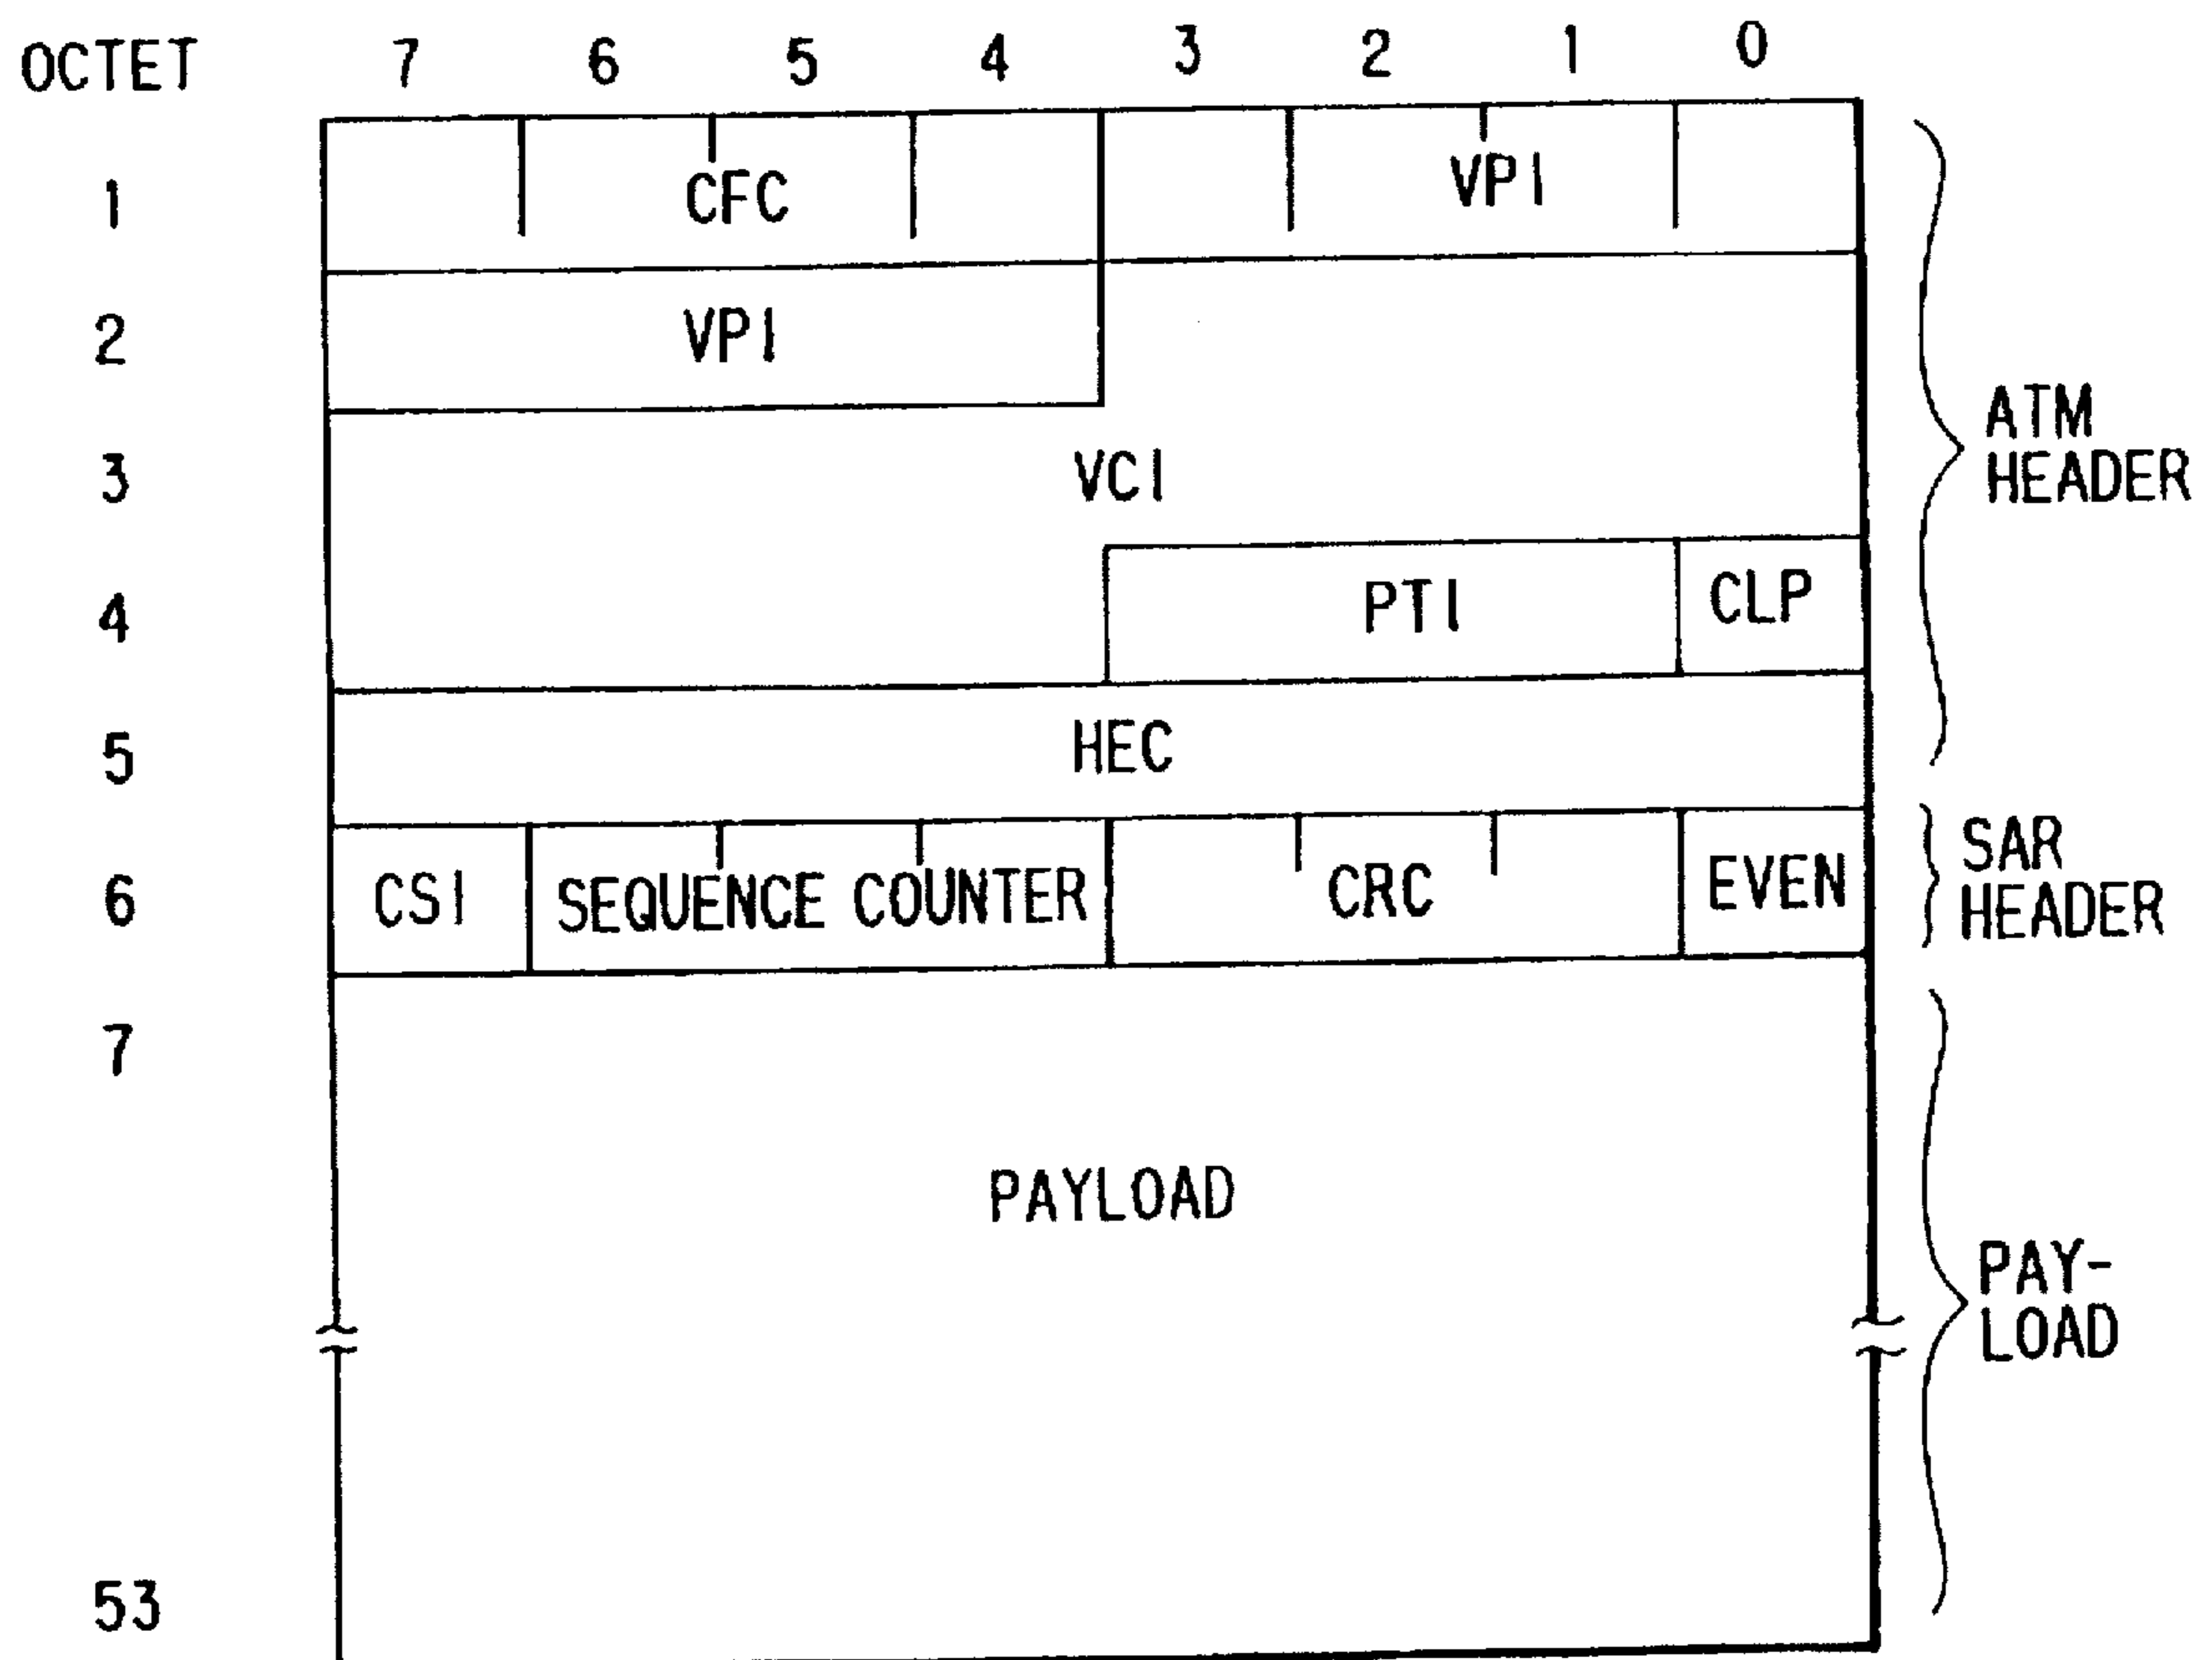 OCTET 7 6 5 4 3 2 1 0
1 CFC VPI
2 VPI
3 VCI
4 PTI CLP
5 HEC
ATM
HEADER
6 CSI SEQUENCE COUNTER CRC EVEN
SAR
HEADER
7
PAYLOAD
PAY-
LOAD
53